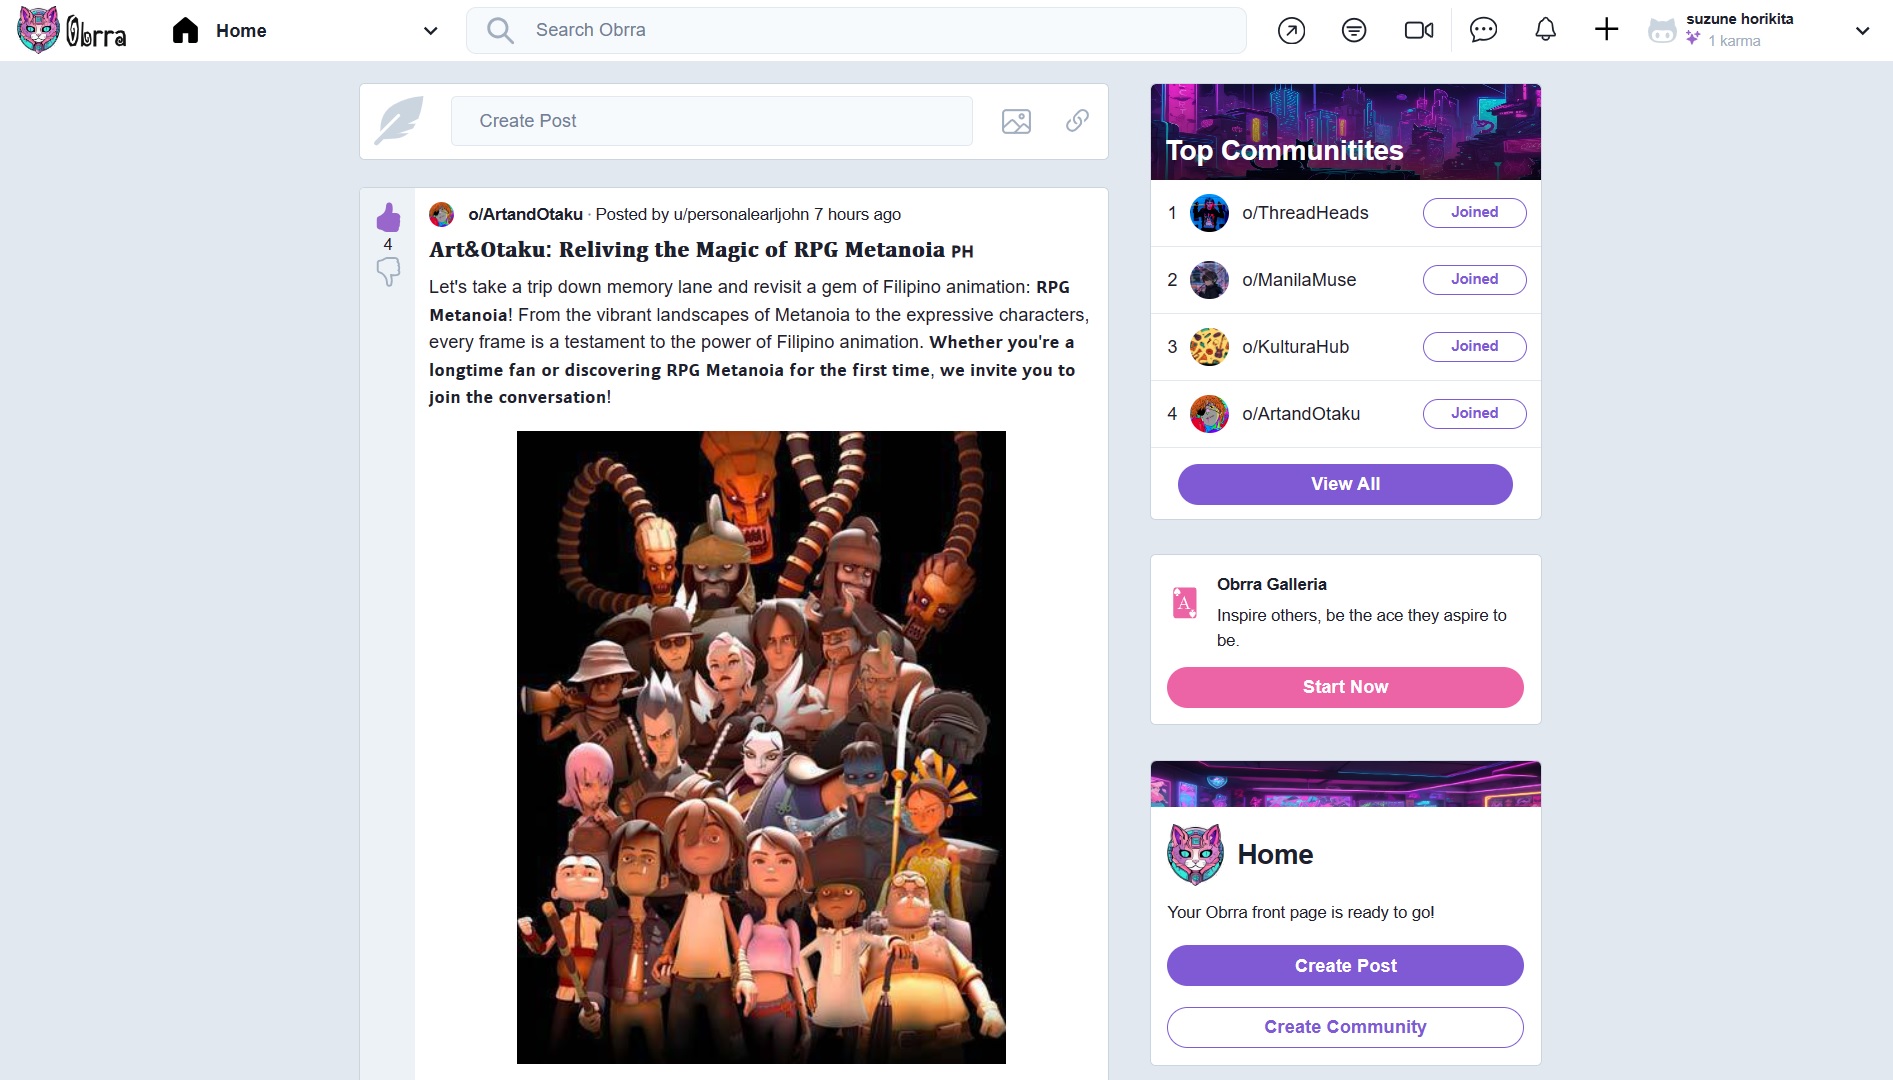 Obrra
Home
Search Obrra
suzune horikita
1 karma
Create Post
4
o/ArtandOtaku · Posted by u/personalearljohn 7 hours ago
Art&Otaku: Reliving the Magic of RPG Metanoia PH
Let's take a trip down memory lane and revisit a gem of Filipino animation: RPG
Metanoia! From the vibrant landscapes of Metanoia to the expressive characters,
every frame is a testament to the power of Filipino animation. Whether you're a
longtime fan or discovering RPG Metanoia for the first time, we invite you to
join the conversation!
Top Communitites
1 o/ThreadHeads Joined
2 o/ManilaMuse Joined
3 o/KulturaHub Joined
4 o/ArtandOtaku Joined
View All
A
Obrra Galleria
Inspire others, be the ace they aspire to
be.
Start Now
Home
Your Obrra front page is ready to go!
Create Post
Create Community